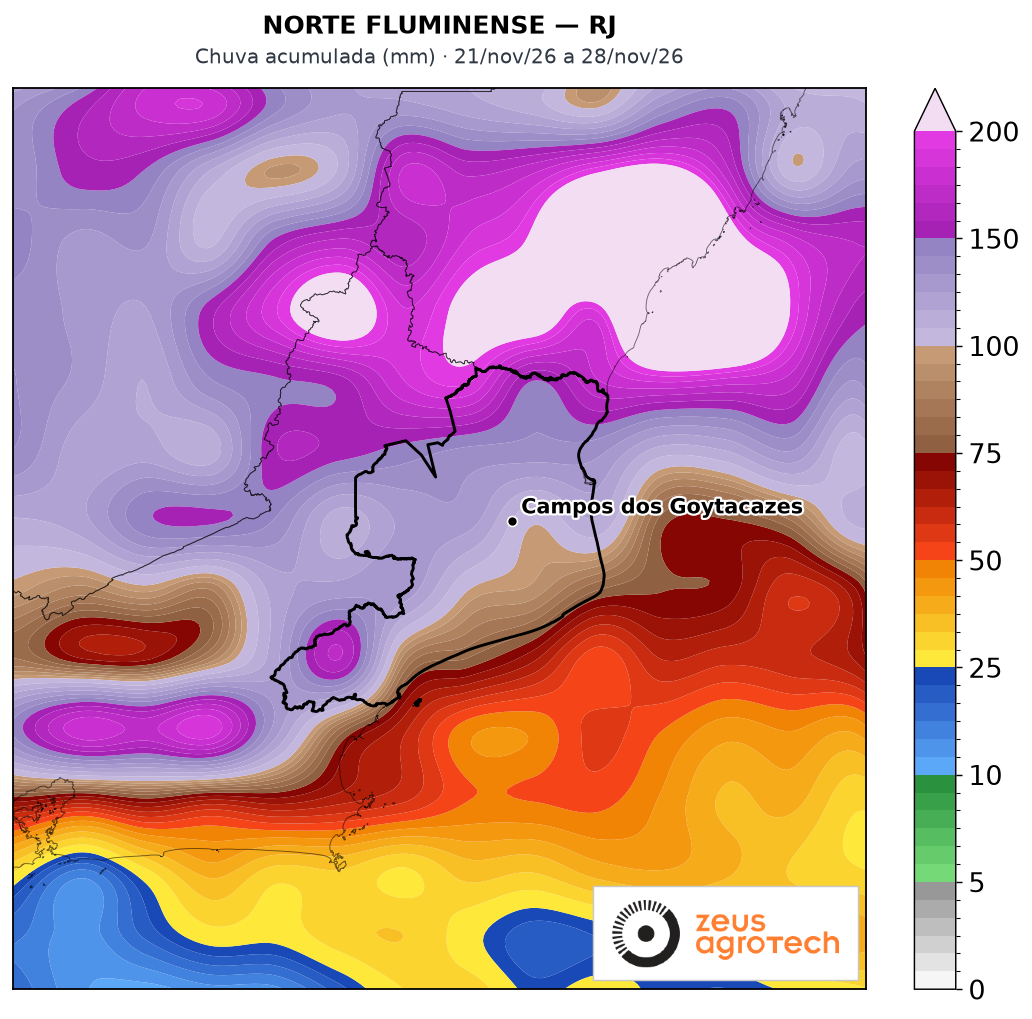 NORTE FLUMINENSE — RJ
Chuva acumulada (mm) · 21/nov/26 a 28/nov/26
200
150
100
75
50
25
10
5
0
Campos dos Goytacazes
zeus
agrotech